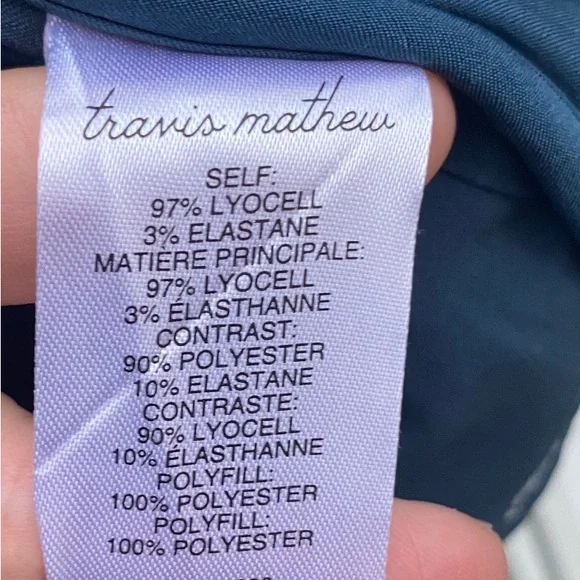 travis mathew
SELF:
97% LYOCELL
3% ELASTANE
MATIÈRE PRINCIPALE:
97% LYOCELL
3% ÉLASTHANNE
CONTRAST:
90% POLYESTER
10% ELASTANE
CONTRASTE:
90% LYOCELL
10% ÉLASTHANNE
POLYFILL:
100% POLYESTER
POLYFILL:
100% POLYESTER